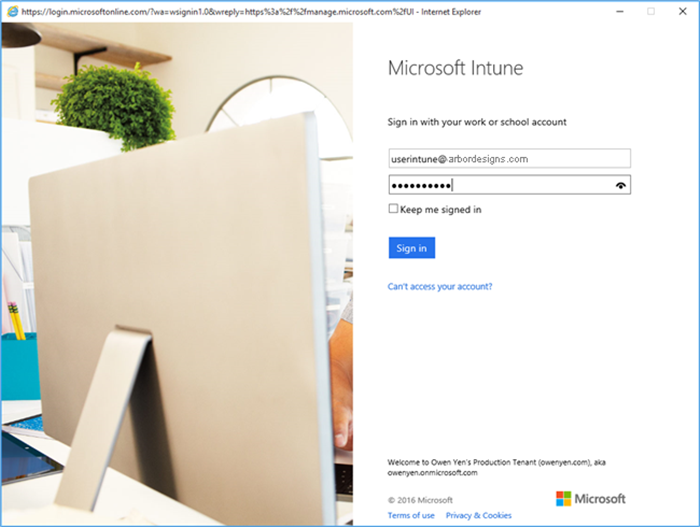 https://login.microsoftonline.com/?wa=wsignin1.0&wreply=https%3a%2f%2fmanage.microsoft.com%2fUI - Internet Explorer
Microsoft Intune
Sign in with your work or school account
userintune@arbordesigns.com
Keep me signed in
Sign in
Can't access your account?
Welcome to Owen Yen's Production Tenant (owenyen.com), aka
owenyen.onmicrosoft.com
© 2016 Microsoft
Microsoft
Terms of use Privacy & Cookies